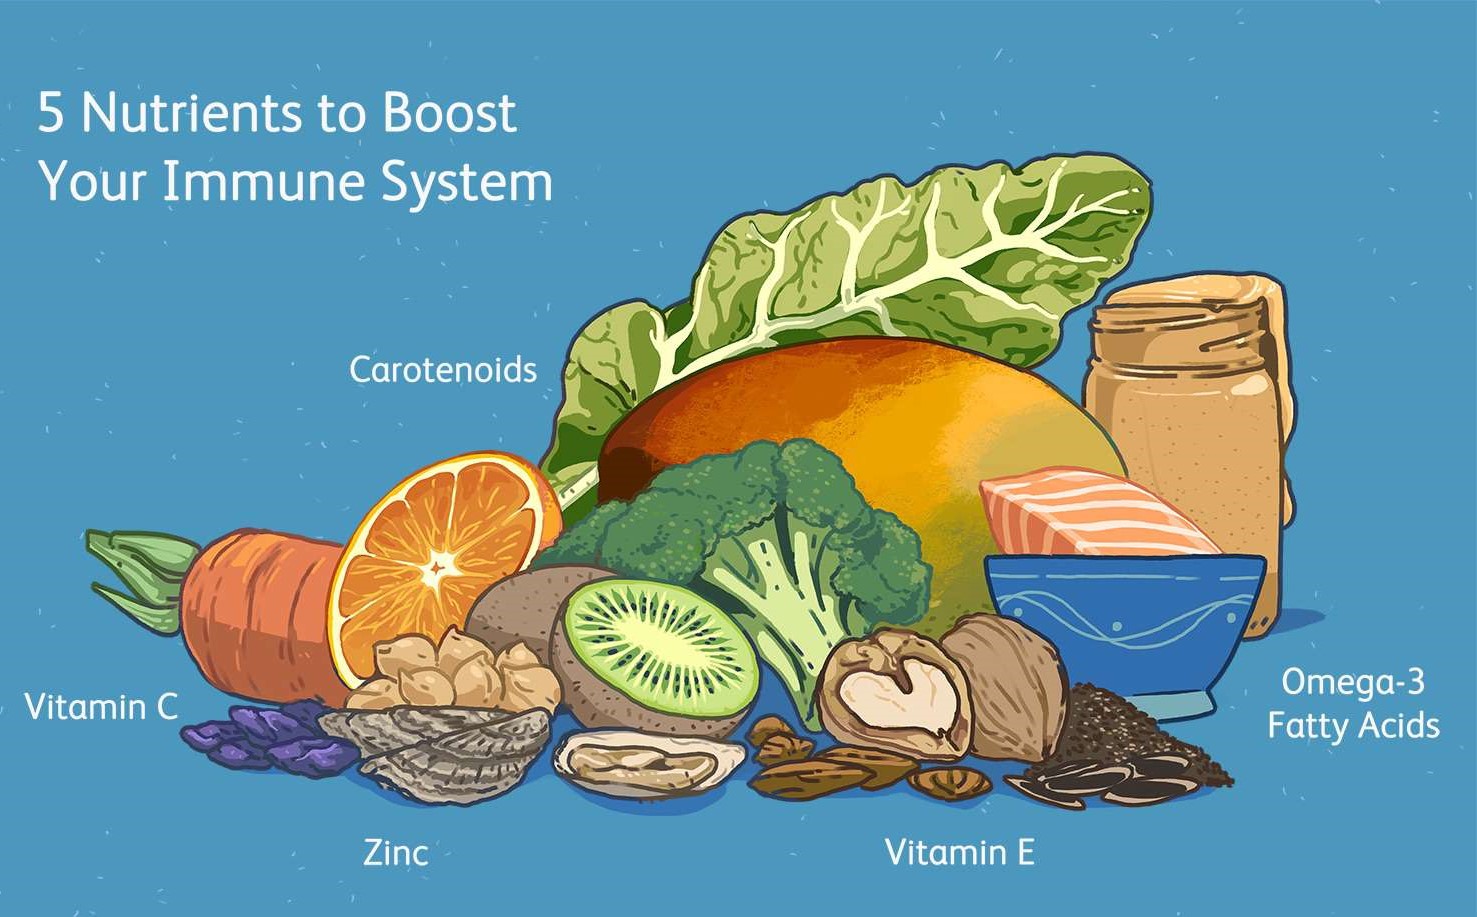 5 Nutrients to Boost
Your Immune System
Carotenoids
Vitamin C
Omega-3
Fatty Acids
Zinc
Vitamin E